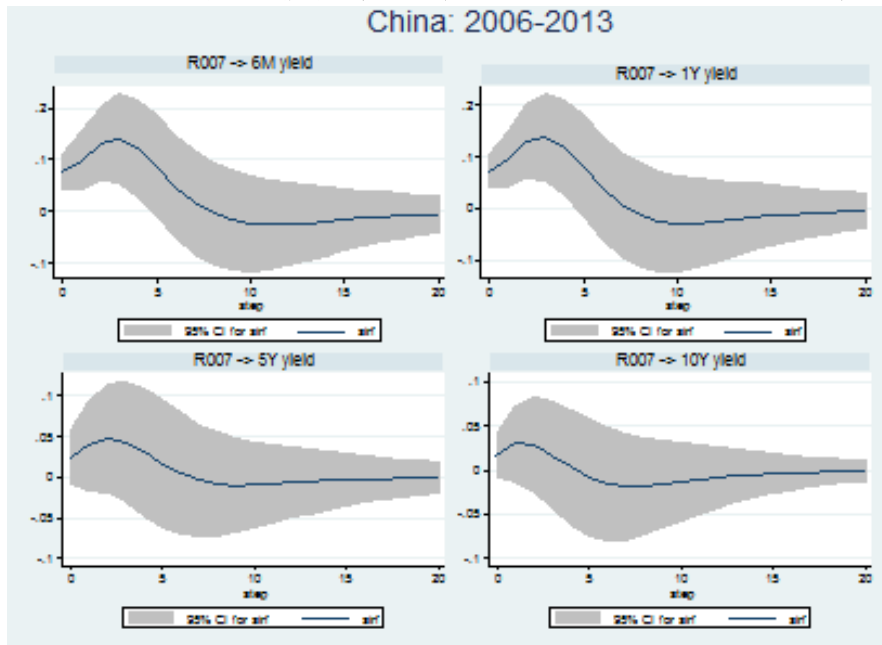 China: 2006-2013
R007 -> 6M yield
.2
.1
0
-.1
0 5 10 15 20
step
95% CI for sirf sirf
R007 -> 1Y yield
.2
.1
0
-.1
0 5 10 15 20
step
95% CI for sirf sirf
R007 -> 5Y yield
.1
.05
0
-.05
-.1
0 5 10 15 20
step
95% CI for sirf sirf
R007 -> 10Y yield
.1
.05
0
-.05
-.1
0 5 10 15 20
step
95% CI for sirf sirf